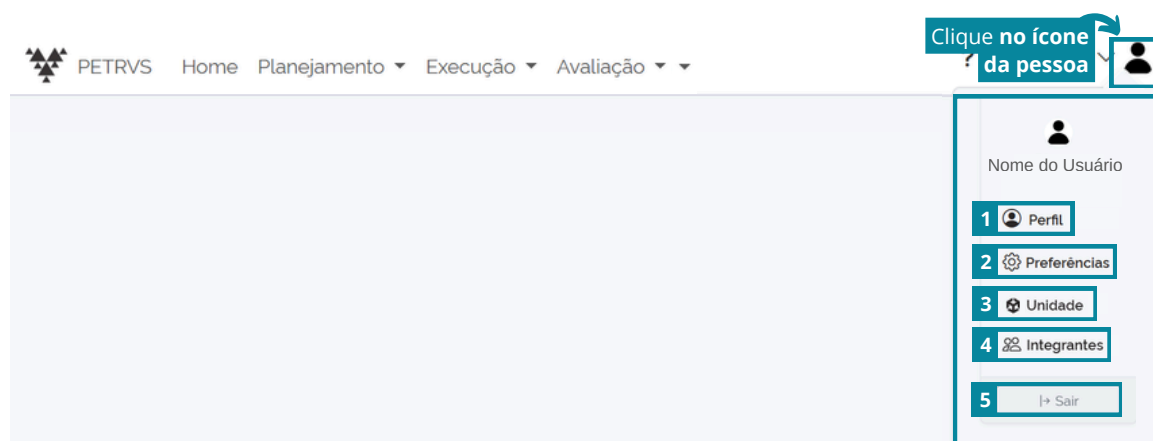 Clique no ícone
da pessoa
PETRVS Home Planejamento Execução Avaliação ?
Nome do Usuário
1 Perfil
2 Preferências
3 Unidade
4 Integrantes
5 Sair